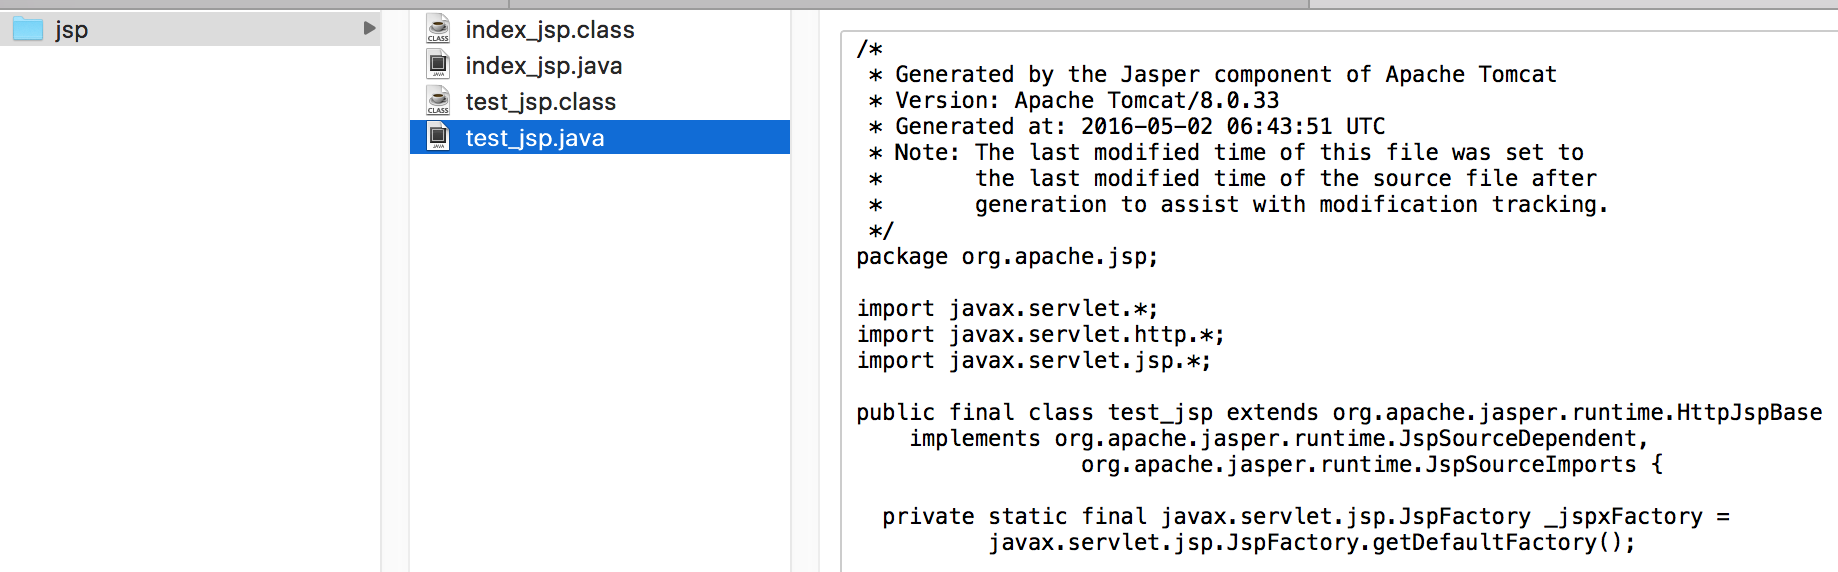 jsp
index_jsp.class
index_jsp.java
test_jsp.class
test_jsp.java
CLASS
JAVA
CLASS
JAVA
/*
 * Generated by the Jasper component of Apache Tomcat
 * Version: Apache Tomcat/8.0.33
 * Generated at: 2016-05-02 06:43:51 UTC
 * Note: The last modified time of this file was set to
 *       the last modified time of the source file after
 *       generation to assist with modification tracking.
 */
package org.apache.jsp;

import javax.servlet.*;
import javax.servlet.http.*;
import javax.servlet.jsp.*;

public final class test_jsp extends org.apache.jasper.runtime.HttpJspBase
    implements org.apache.jasper.runtime.JspSourceDependent,
                 org.apache.jasper.runtime.JspSourceImports {

  private static final javax.servlet.jsp.JspFactory _jspxFactory =
          javax.servlet.jsp.JspFactory.getDefaultFactory();